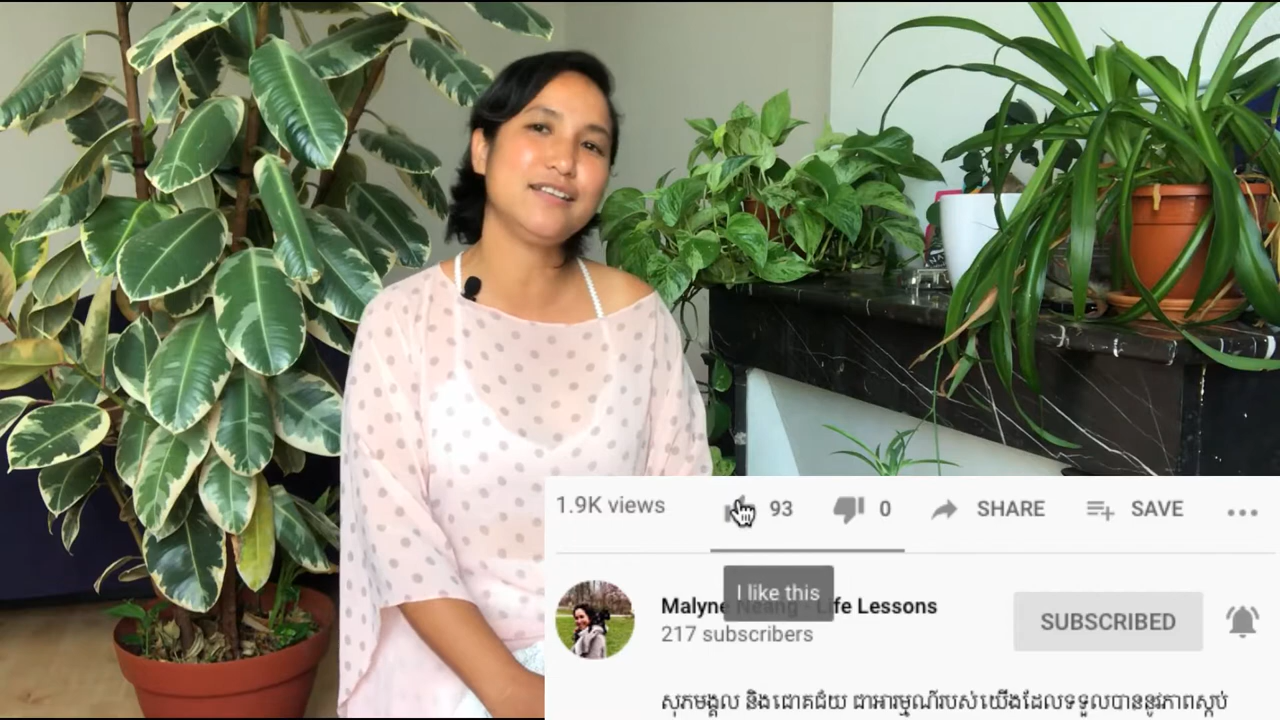 1.9K views 93 0 SHARE SAVE
I like this
Malyne Neang - Life Lessons
SUBSCRIBED
217 subscribers
សុភមង្គល និងជោគជ័យ ជាអារម្មណ៍របស់យើងដែលទទួលបាននូវភាពស្កប់